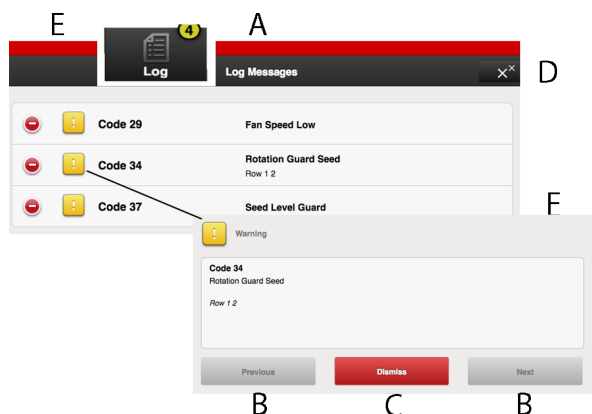 E
A
4
Log
Log Messages
D
Code 29
Fan Speed Low
Code 34
Rotation Guard Seed
Row 1 2
Code 37
Seed Level Guard
E
Warning
Code 34
Rotation Guard Seed
Row 1 2
Previous
Dismiss
Next
B
C
B